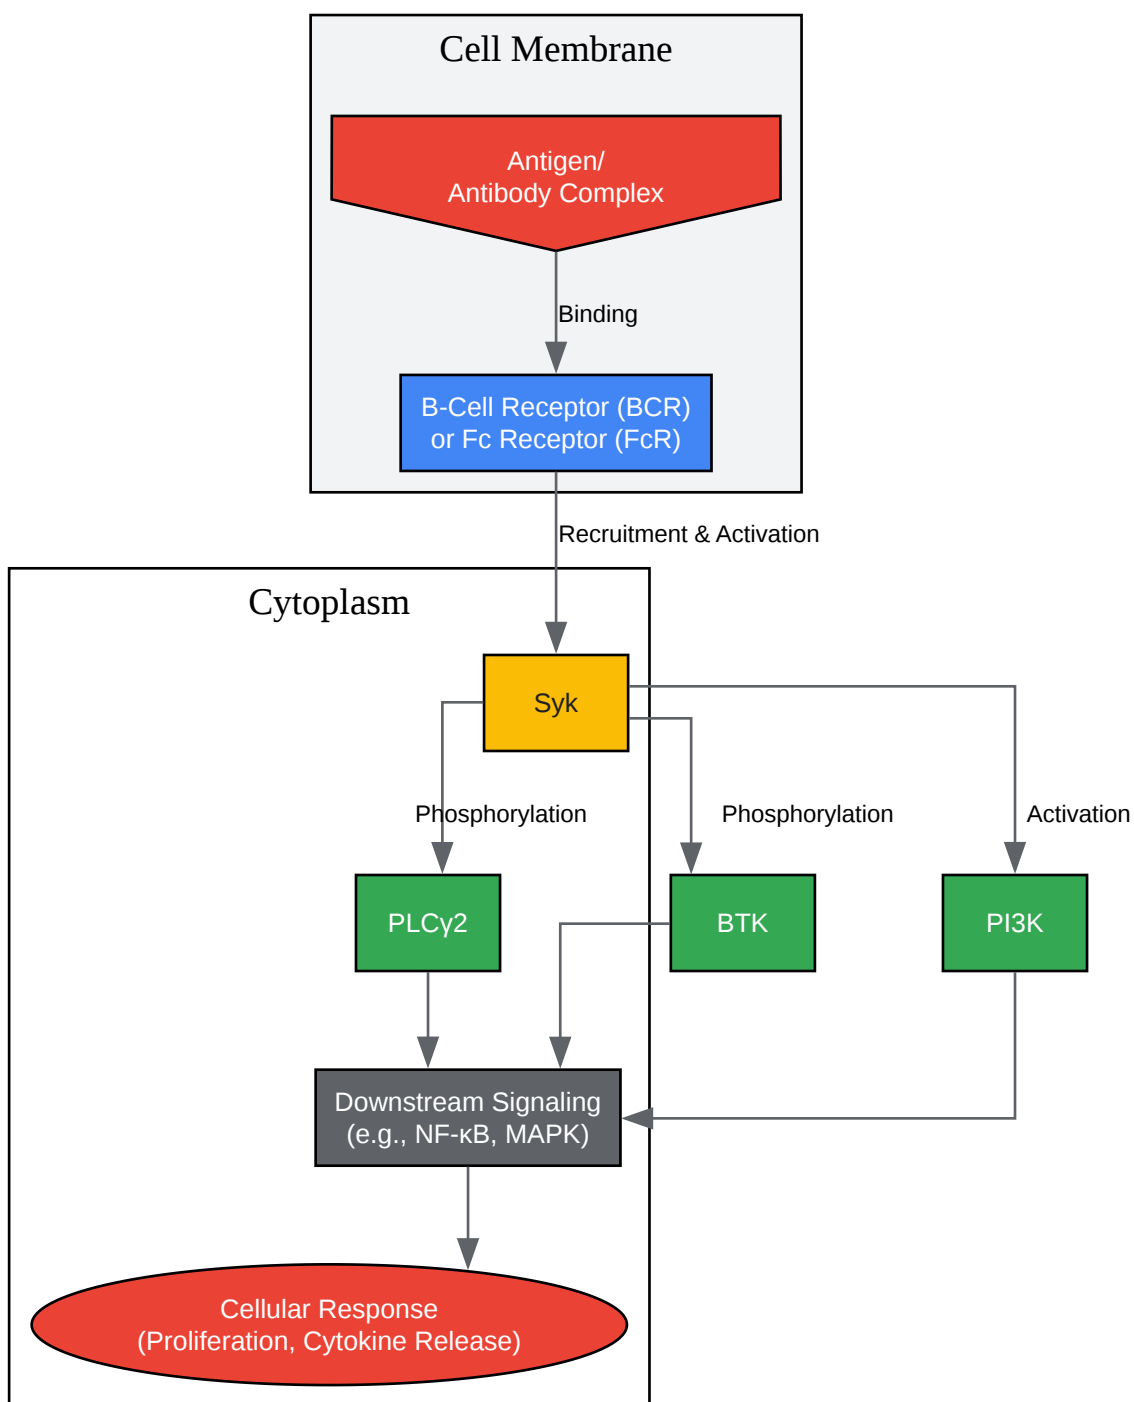 Cell Membrane
Antigen/
Antibody Complex
Binding
B-Cell Receptor (BCR)
or Fc Receptor (FcR)
Recruitment & Activation
Cytoplasm
Syk
Phosphorylation
Phosphorylation
Activation
PLCγ2
BTK
PI3K
Downstream Signaling
(e.g., NF-κB, MAPK)
Cellular Response
(Proliferation, Cytokine Release)